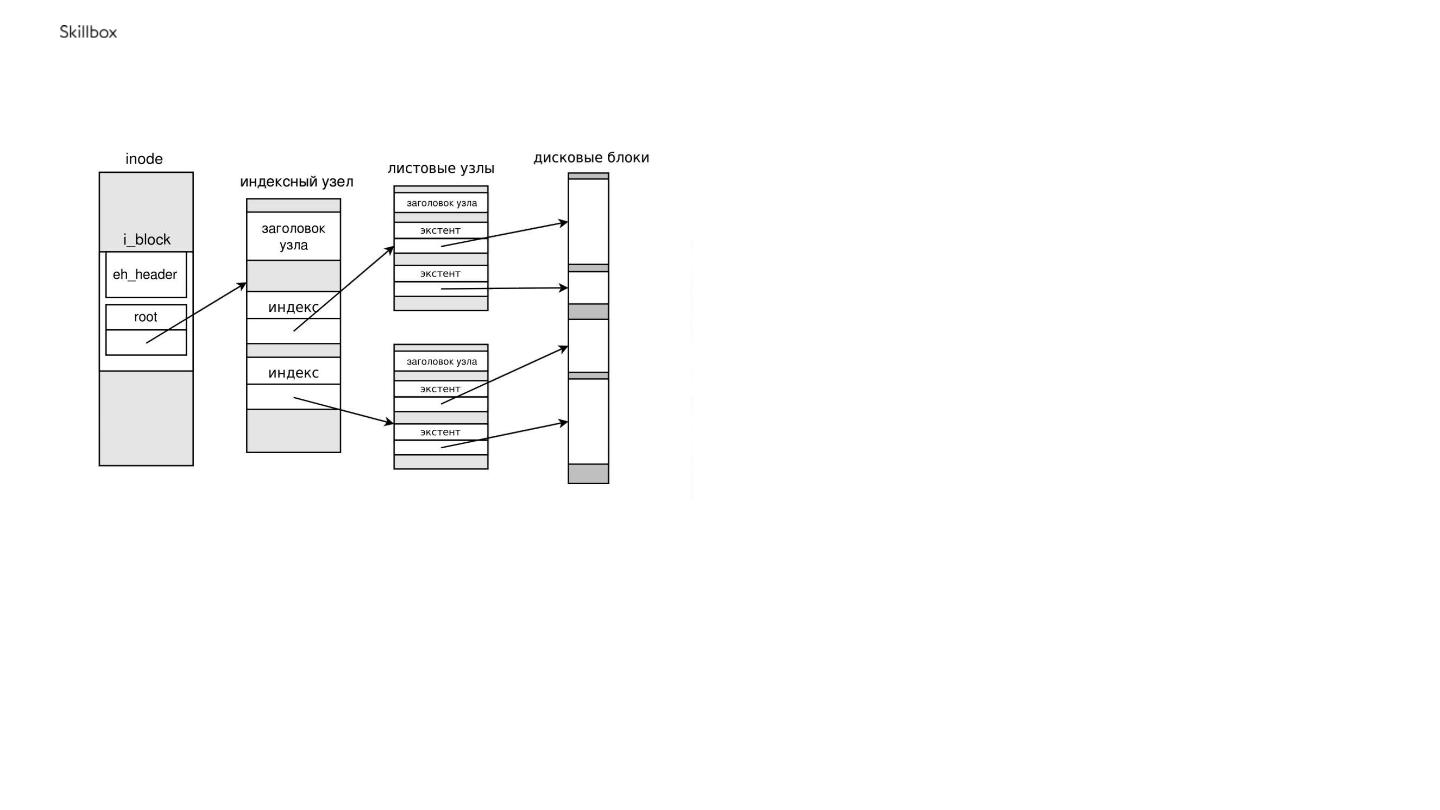 Skillbox
inode
i_block
eh_header
root
индексный узел
заголовок
узла
индекс
индекс
листовые узлы
заголовок узла
экстент
экстент
заголовок узла
экстент
экстент
дисковые блоки